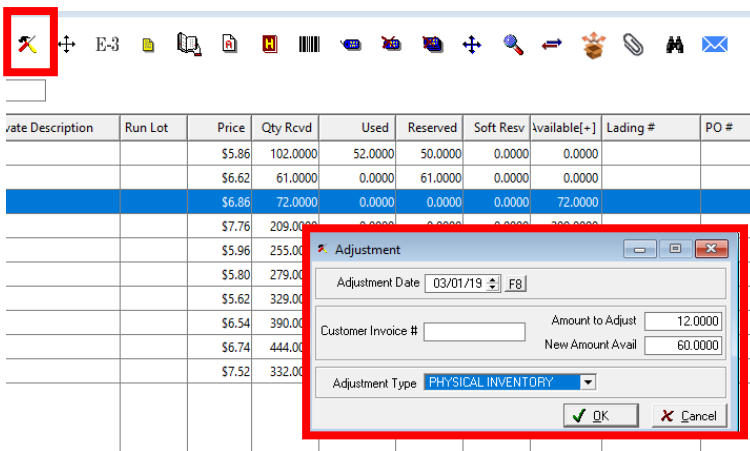 E-3 A H
vate Description Run Lot Price Qty Rcvd Used Reserved Soft Resv Available[+] Lading # PO #
$5.86 102.0000 52.0000 50.0000 0.0000 0.0000
$6.62 61.0000 0.0000 61.0000 0.0000 0.0000
$6.86 72.0000 0.0000 0.0000 0.0000 72.0000
$7.76 209.0000
$5.96 255.00
$5.80 279.00
$5.62 329.00
$6.54 390.00
$6.74 444.00
$7.52 332.00
Adjustment
Adjustment Date 03/01/19 F8
Customer Invoice # Amount to Adjust 12.0000
New Amount Avail 60.0000
Adjustment Type PHYSICAL INVENTORY
OK Cancel